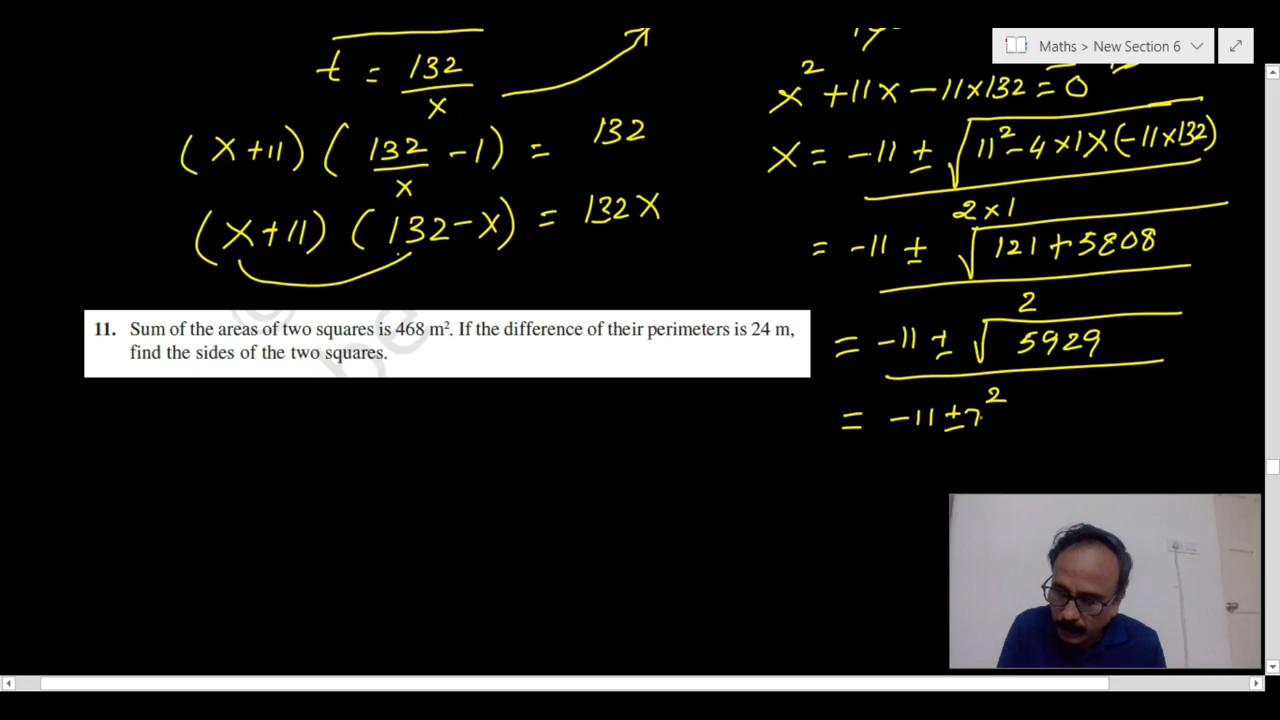 Maths > New Section 6
t = 132/x
(x+11) (132/x - 1) = 132
(x+11) (132-x) = 132x
11. Sum of the areas of two squares is 468 m². If the difference of their perimeters is 24 m,
find the sides of the two squares.
x² + 11x - 11×132 = 0
x = -11 ± √(11² - 4×1×(-11×132)) / 2×1
= -11 ± √(121 + 5808) / 2
= -11 ± √5929 / 2
= -11 ± 7